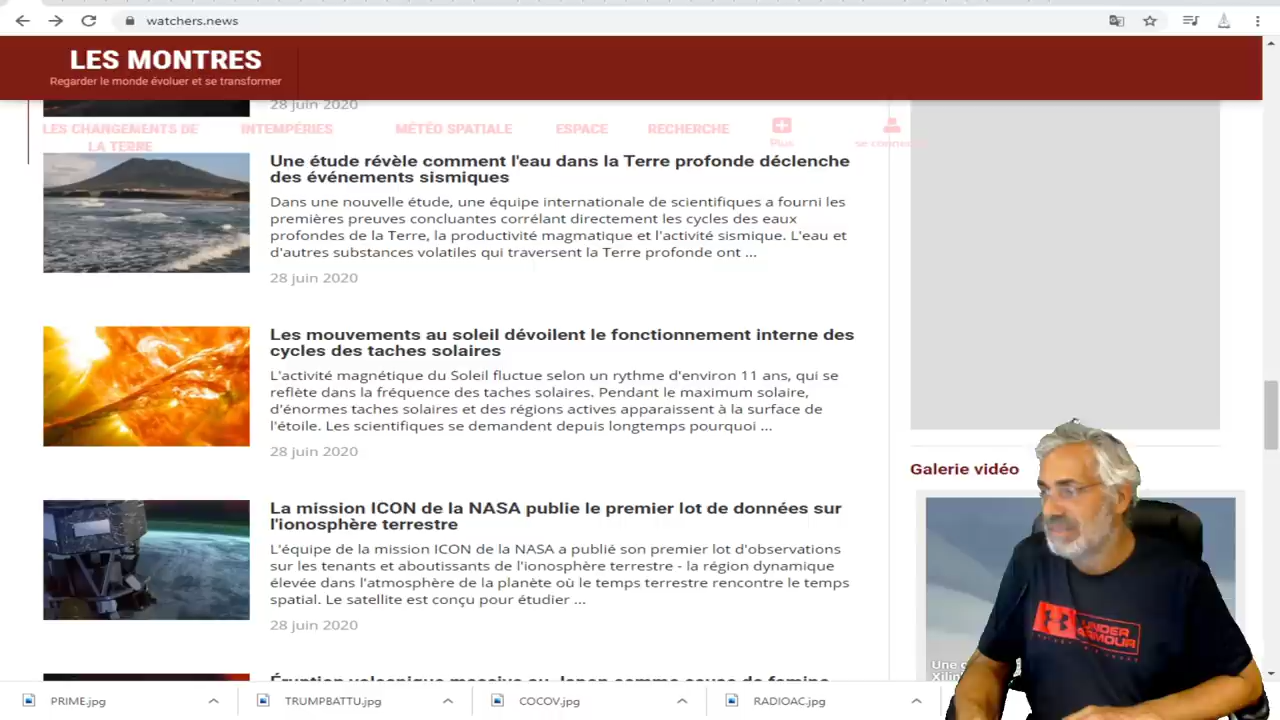 watchers.news
LES MONTRES
Regarder le monde évoluer et se transformer
28 juin 2020
LES CHANGEMENTS DE
LA TERRE
INTEMPÉRIES
MÉTÉO SPATIALE
ESPACE
RECHERCHE
Plus
Une étude révèle comment l'eau dans la Terre profonde déclenche
des événements sismiques
Dans une nouvelle étude, une équipe internationale de scientifiques a fourni les
premières preuves concluantes corrélant directement les cycles des eaux
profondes de la Terre, la productivité magmatique et l'activité sismique. L'eau et
d'autres substances volatiles qui traversent la Terre profonde ont ...
28 juin 2020
Les mouvements au soleil dévoilent le fonctionnement interne des
cycles des taches solaires
L'activité magnétique du Soleil fluctue selon un rythme d'environ 11 ans, qui se
reflète dans la fréquence des taches solaires. Pendant le maximum solaire,
d'énormes taches solaires et des régions actives apparaissent à la surface de
l'étoile. Les scientifiques se demandent depuis longtemps pourquoi ...
28 juin 2020
La mission ICON de la NASA publie le premier lot de données sur
l'ionosphère terrestre
L'équipe de la mission ICON de la NASA a publié son premier lot d'observations
sur les tenants et aboutissants de l'ionosphère terrestre - la région dynamique
élevée dans l'atmosphère de la planète où le temps terrestre rencontre le temps
spatial. Le satellite est conçu pour étudier ...
28 juin 2020
Éruption volcanique massive au Japon comme cause de famine
Galerie vidéo
Une
UNDER
ARMOUR
PRIME.jpg
TRUMPBATTU.jpg
COCOV.jpg
RADIOAC.jpg